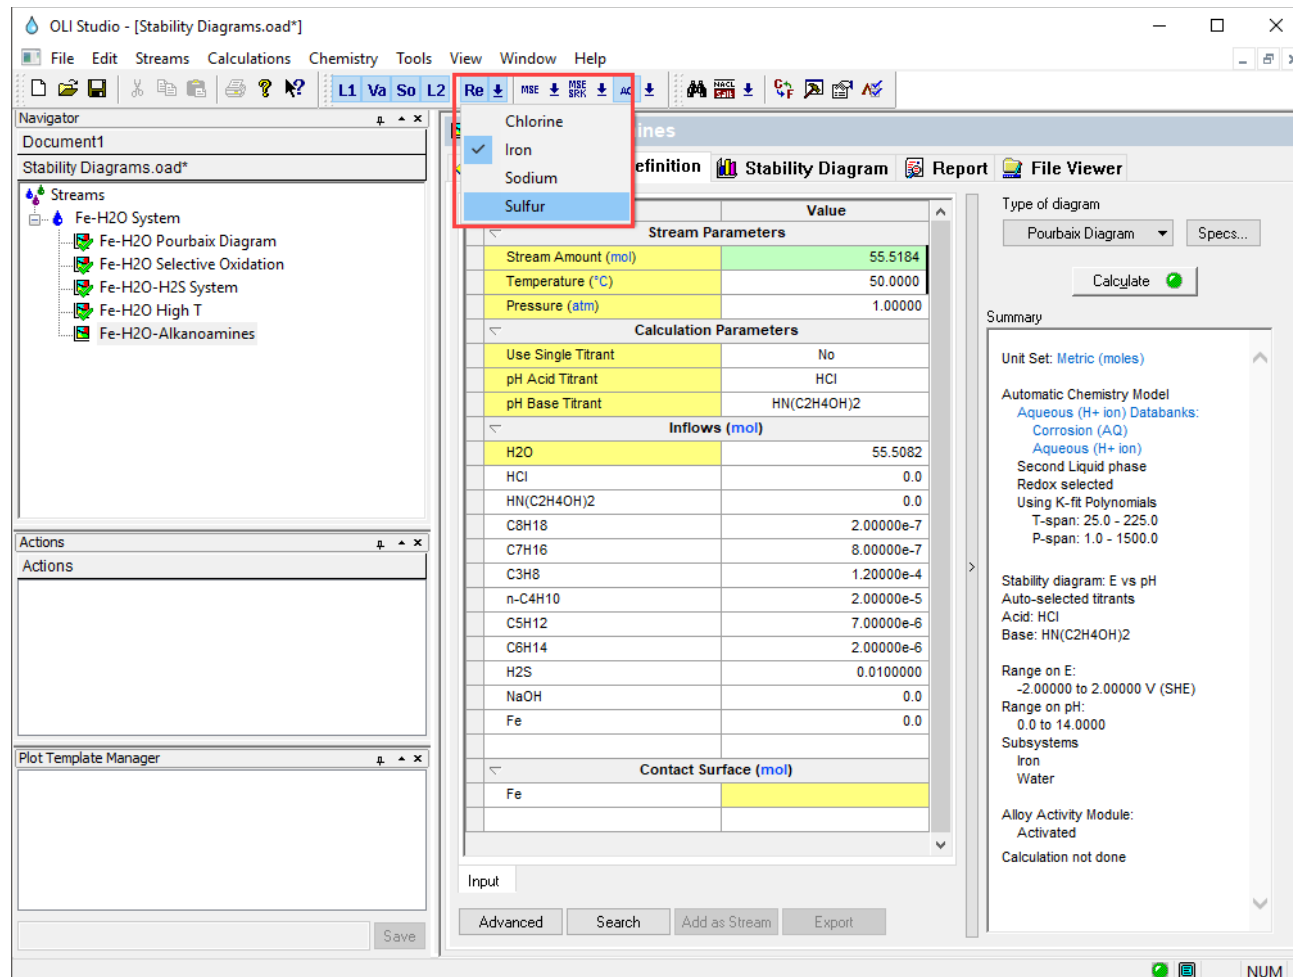 OLI Studio - [Stability Diagrams.oad*]
File Edit Streams Calculations Chemistry Tools View Window Help
L1 Va So L2 Re MSE MSE SRK AQ
Navigator
Document1
Stability Diagrams.oad*
Streams
Fe-H2O System
Fe-H2O Pourbaix Diagram
Fe-H2O Selective Oxidation
Fe-H2O-H2S System
Fe-H2O High T
Fe-H2O-Alkanoamines
Actions
Actions
Plot Template Manager
Save
Chlorine
Iron
Sodium
Sulfur
ines
efinition Stability Diagram Report File Viewer
Value
Stream Parameters
Stream Amount (mol) 55.5184
Temperature (°C) 50.0000
Pressure (atm) 1.00000
Calculation Parameters
Use Single Titrant No
pH Acid Titrant HCl
pH Base Titrant HN(C2H4OH)2
Inflows (mol)
H2O 55.5082
HCl 0.0
HN(C2H4OH)2 0.0
C8H18 2.00000e-7
C7H16 8.00000e-7
C3H8 1.20000e-4
n-C4H10 2.00000e-5
C5H12 7.00000e-6
C6H14 2.00000e-6
H2S 0.0100000
NaOH 0.0
Fe 0.0
Contact Surface (mol)
Fe
Input
Advanced Search Add as Stream Export
Type of diagram
Pourbaix Diagram Specs...
Calculate
Summary
Unit Set: Metric (moles)
Automatic Chemistry Model
Aqueous (H+ ion) Databanks:
Corrosion (AQ)
Aqueous (H+ ion)
Second Liquid phase
Redox selected
Using K-fit Polynomials
T-span: 25.0 - 225.0
P-span: 1.0 - 1500.0
Stability diagram: E vs pH
Auto-selected titrants
Acid: HCl
Base: HN(C2H4OH)2
Range on E:
-2.00000 to 2.00000 V (SHE)
Range on pH:
0.0 to 14.0000
Subsystems
Iron
Water
Alloy Activity Module:
Activated
Calculation not done
NUM